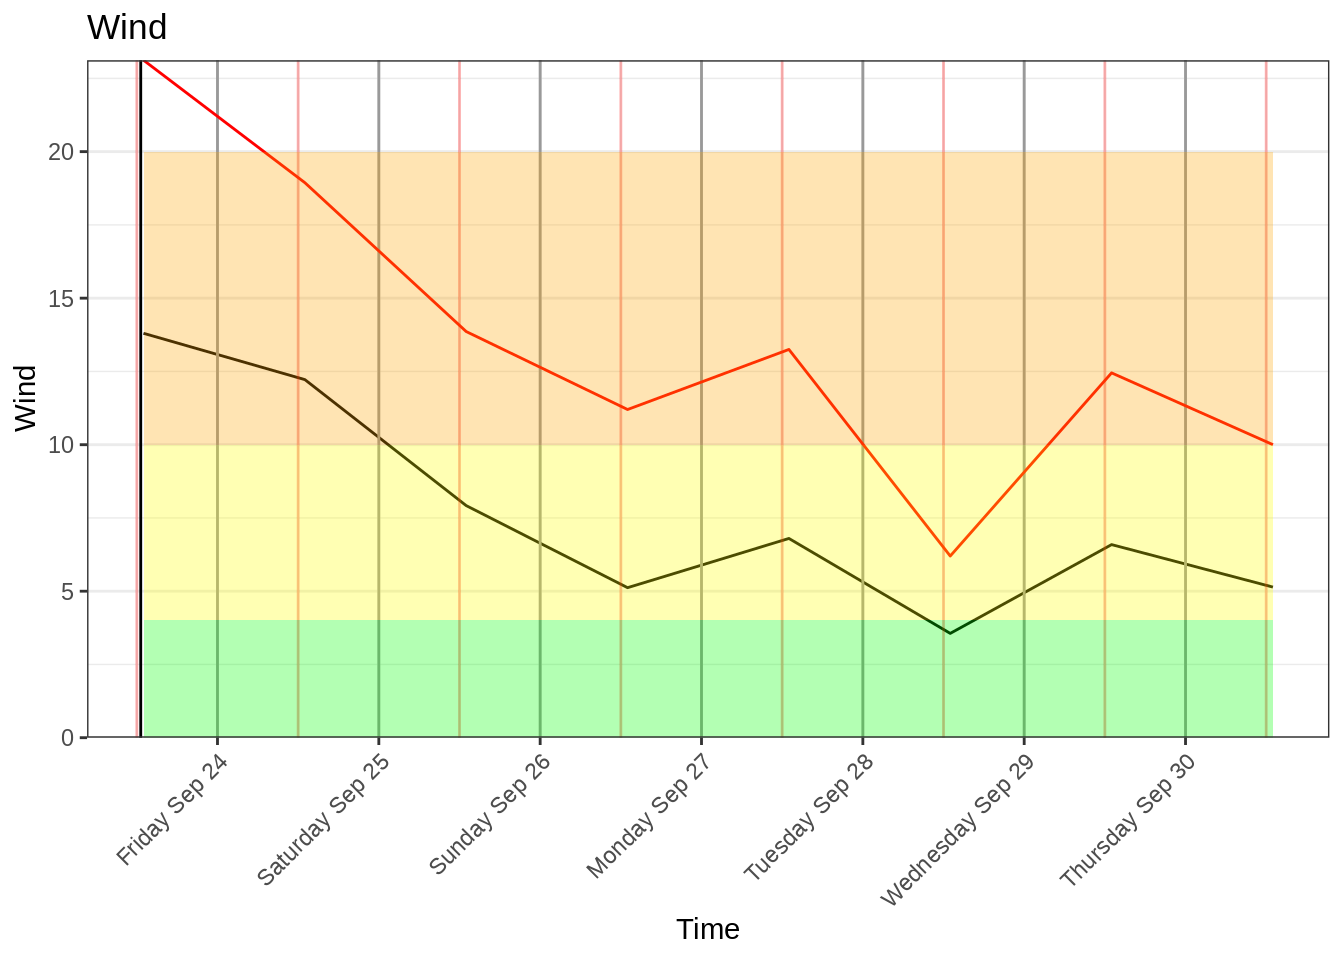 Wind
20
15
10
5
0
Wind
Friday Sep 24
Saturday Sep 25
Sunday Sep 26
Monday Sep 27
Tuesday Sep 28
Wednesday Sep 29
Thursday Sep 30
Time